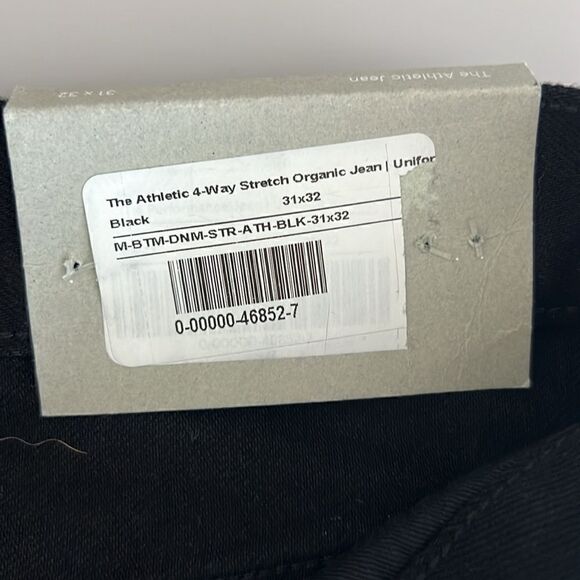 The Athletic Jean
31 x 32
The Athletic 4-Way Stretch Organic Jean | Unifor
Black 31x32
M-BTM-DNM-STR-ATH-BLK-31x32
0-00000-46852-7